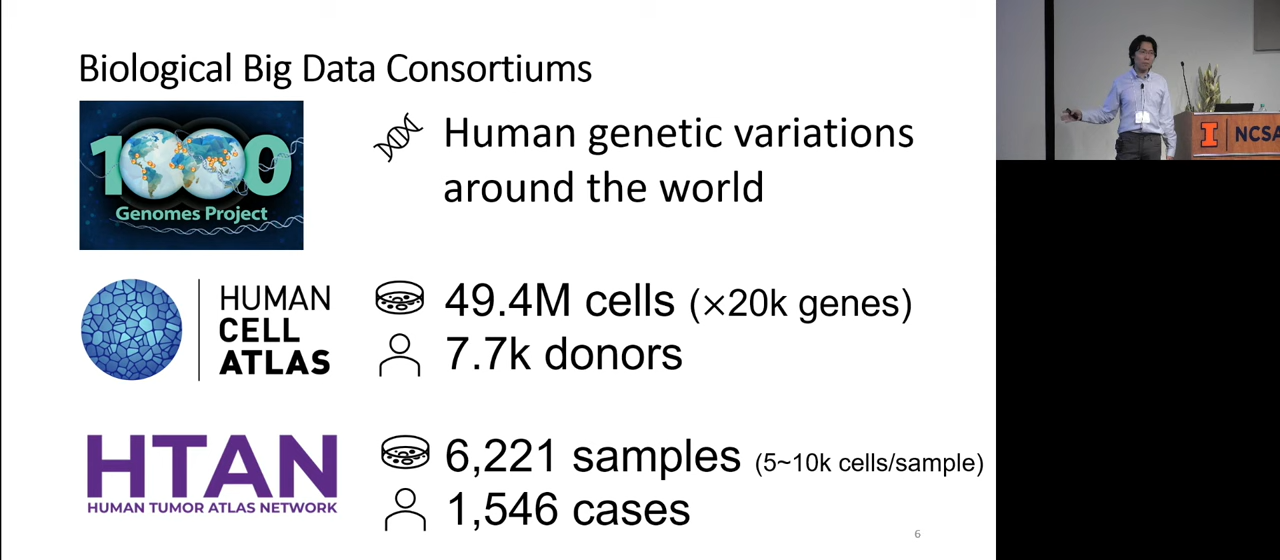 Biological Big Data Consortiums
1000
Genomes Project
Human genetic variations
around the world
HUMAN
CELL
ATLAS
49.4M cells (×20k genes)
7.7k donors
HTAN
HUMAN TUMOR ATLAS NETWORK
6,221 samples (5~10k cells/sample)
1,546 cases
6
I NCSA